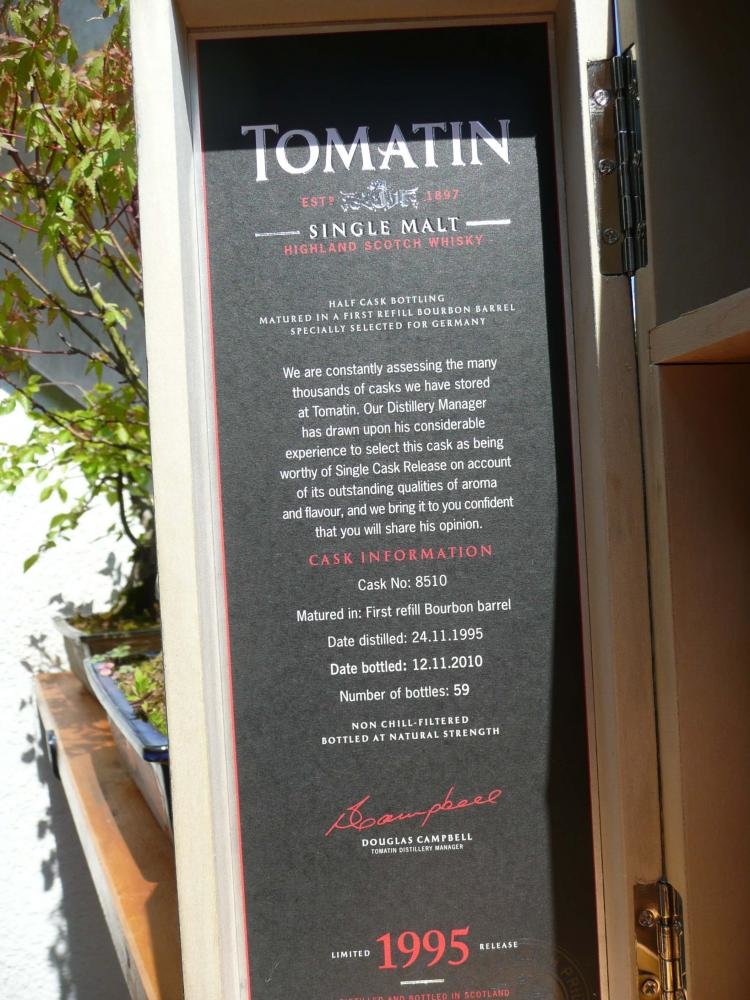 TOMATIN
ESTD 1897
SINGLE MALT
HIGHLAND SCOTCH WHISKY
HALF CASK BOTTLING
MATURED IN A FIRST REFILL BOURBON BARREL
SPECIALLY SELECTED FOR GERMANY
We are constantly assessing the many
thousands of casks we have stored
at Tomatin. Our Distillery Manager
has drawn upon his considerable
experience to select this cask as being
worthy of Single Cask Release on account
of its outstanding qualities of aroma
and flavour, and we bring it to you confident
that you will share his opinion.
CASK INFORMATION
Cask No: 8510
Matured in: First refill Bourbon barrel
Date distilled: 24.11.1995
Date bottled: 12.11.2010
Number of bottles: 59
NON CHILL-FILTERED
BOTTLED AT NATURAL STRENGTH
DCampbell
DOUGLAS CAMPBELL
TOMATIN DISTILLERY MANAGER
LIMITED 1995 RELEASE
DISTILLED AND BOTTLED IN SCOTLAND